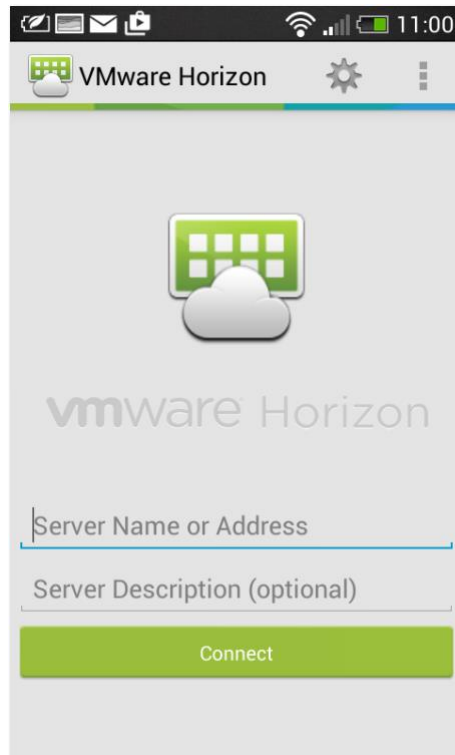 11:00
VMware Horizon
vmware Horizon
Server Name or Address
Server Description (optional)
Connect